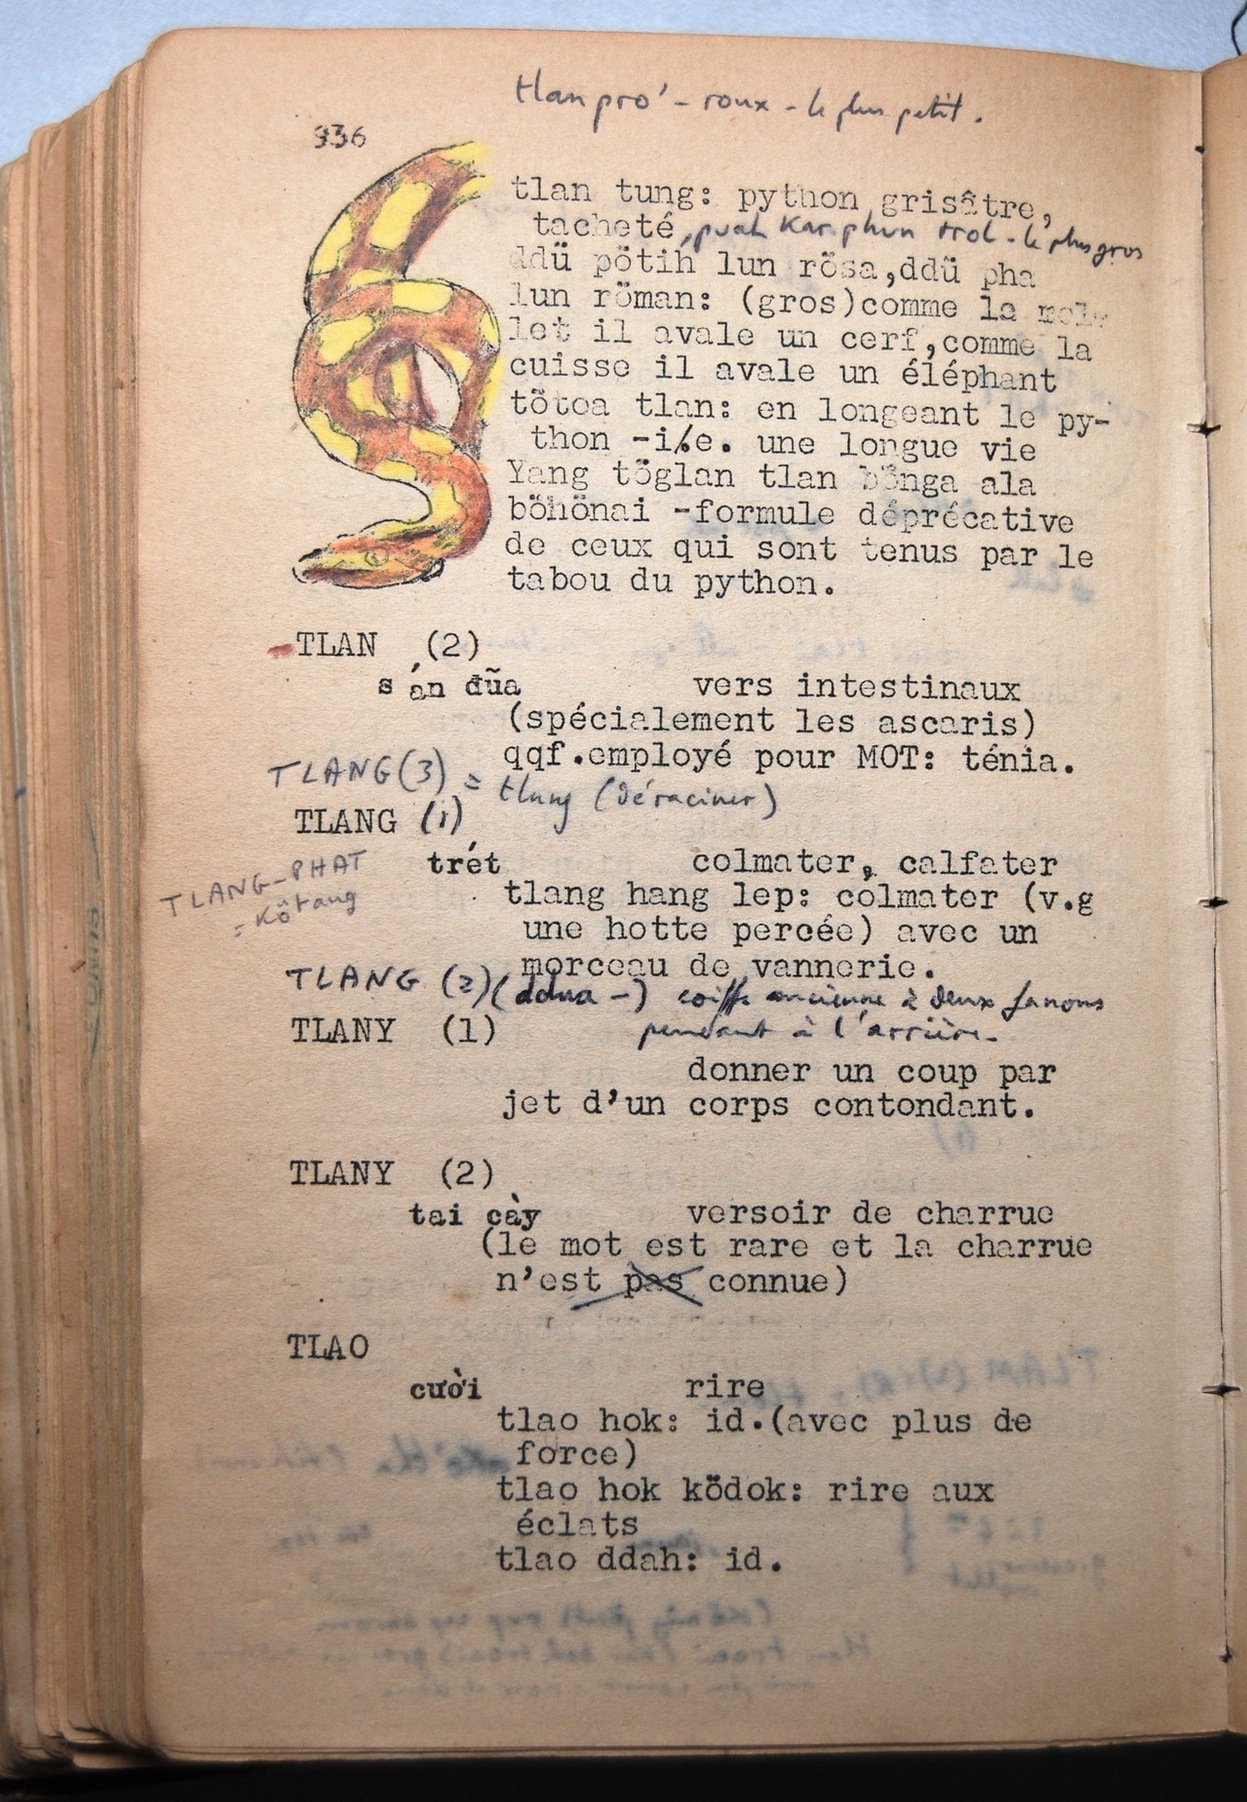 tlan pro' - roux - le plus petit.
936
tlan tung: python grisâtre,
tacheté, puah Kar phun trol - le plus gros
ddü pötih lun rösa,ddü pha
lun röman: (gros)comme le mol
let il avale un cerf,comme la
cuisse il avale un éléphant
tötoa tlan: en longeant le py-
thon -i.e. une longue vie
Yang töglan tlan bönga ala
böhönai -formule déprécative
de ceux qui sont tenus par le
tabou du python.
TLAN (2)
sán đũa vers intestinaux
(spécialement les ascaris)
qqf.employé pour MOT: ténia.
TLANG (3) = tlung (déraciner)
TLANG (1)
trét colmater, calfater
TLANG-PHAT
= Kötang
tlang hang lep: colmater (v.g
une hotte percée) avec un
morceau de vannerie.
TLANG (2) (ddua -) coiffe ancienne à deux fanons
pendant à l'arrière.
TLANY (1)
donner un coup par
jet d'un corps contondant.
TLANY (2)
tai cày versoir de charrue
(le mot est rare et la charrue
n'est pas connue)
TLAO
cười rire
tlao hok: id.(avec plus de
force)
tlao hok ködok: rire aux
éclats
tlao ddah: id.